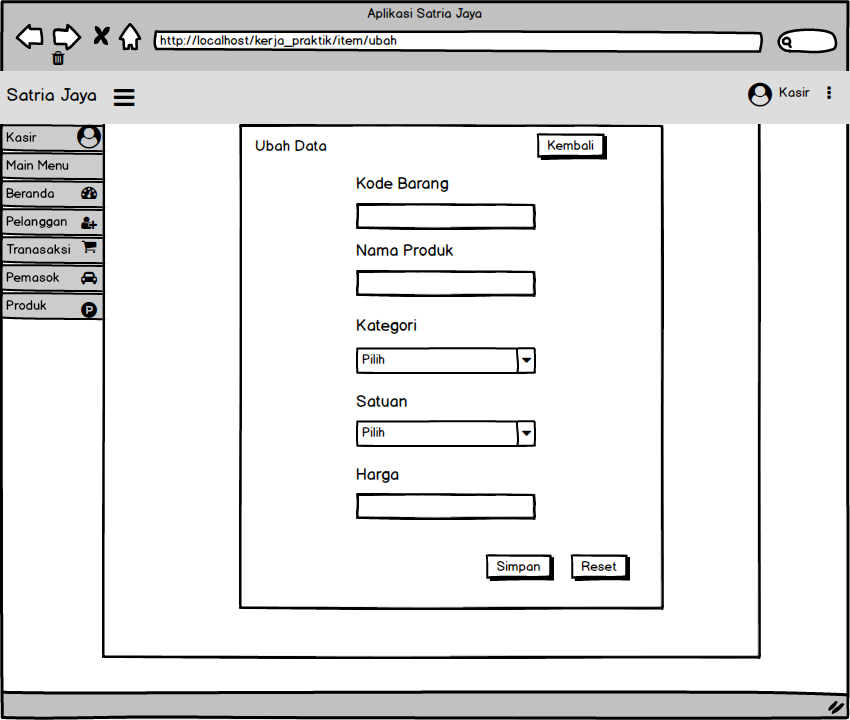 Aplikasi Satria Jaya
http://localhost/kerja_praktik/item/ubah
Satria Jaya
Kasir
Kasir
Main Menu
Beranda
Pelanggan
Tranasaksi
Pemasok
Produk
P
Ubah Data
Kembali
Kode Barang
Nama Produk
Kategori
Pilih
Satuan
Pilih
Harga
Simpan
Reset